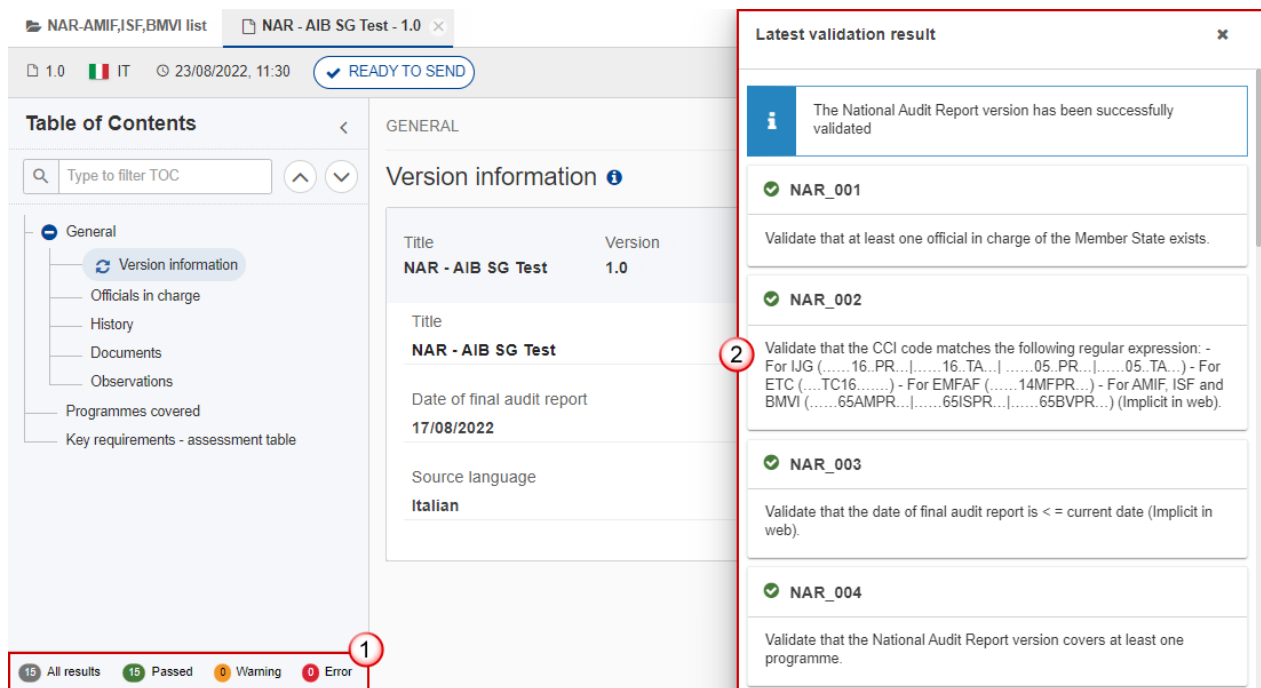 NAR-AMIF,ISF,BMVI list
NAR - AIB SG Test - 1.0
1.0 IT 23/08/2022, 11:30 READY TO SEND
Table of Contents
Type to filter TOC
General
Version information
Officials in charge
History
Documents
Observations
Programmes covered
Key requirements - assessment table
1
15 All results 15 Passed 0 Warning 0 Error
GENERAL
Version information
Title Version
NAR - AIB SG Test 1.0
Title
NAR - AIB SG Test
Date of final audit report
17/08/2022
Source language
Italian
Latest validation result
The National Audit Report version has been successfully
validated
NAR_001
Validate that at least one official in charge of the Member State exists.
NAR_002
2
Validate that the CCI code matches the following regular expression: -
For IJG (......16..PR...|......16..TA...| ......05..PR...|......05..TA...) - For
ETC (....TC16.......) - For EMFAF (......14MFPR...) - For AMIF, ISF and
BMVI (......65AMPR...|......65ISPR...|......65BVPR...) (Implicit in web).
NAR_003
Validate that the date of final audit report is < = current date (Implicit in
web).
NAR_004
Validate that the National Audit Report version covers at least one
programme.